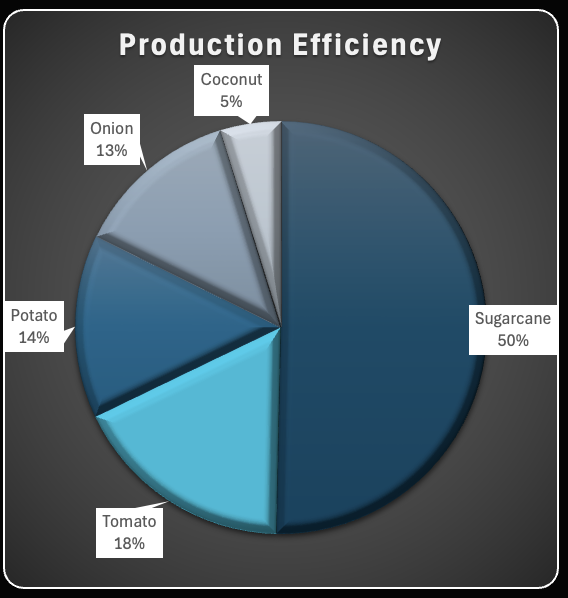 Production Efficiency
Coconut
5%
Onion
13%
Potato
14%
Sugarcane
50%
Tomato
18%